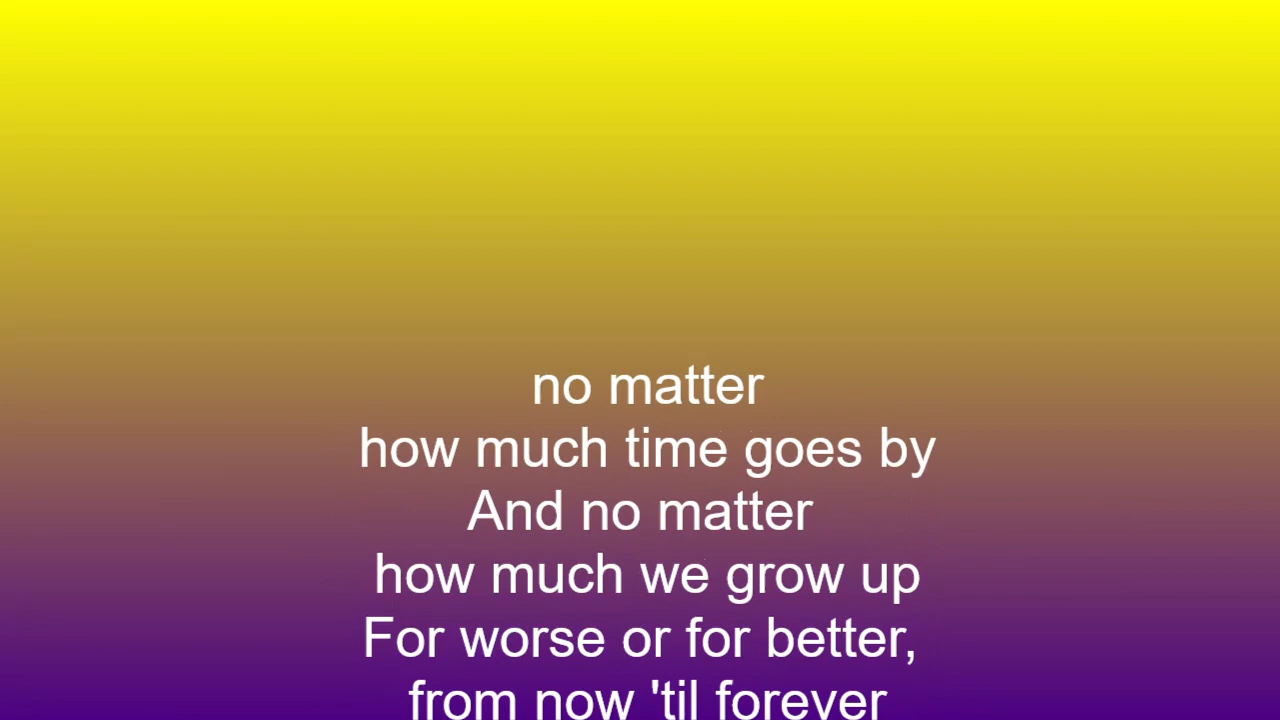 no matter
how much time goes by
And no matter
how much we grow up
For worse or for better,
from now 'til forever